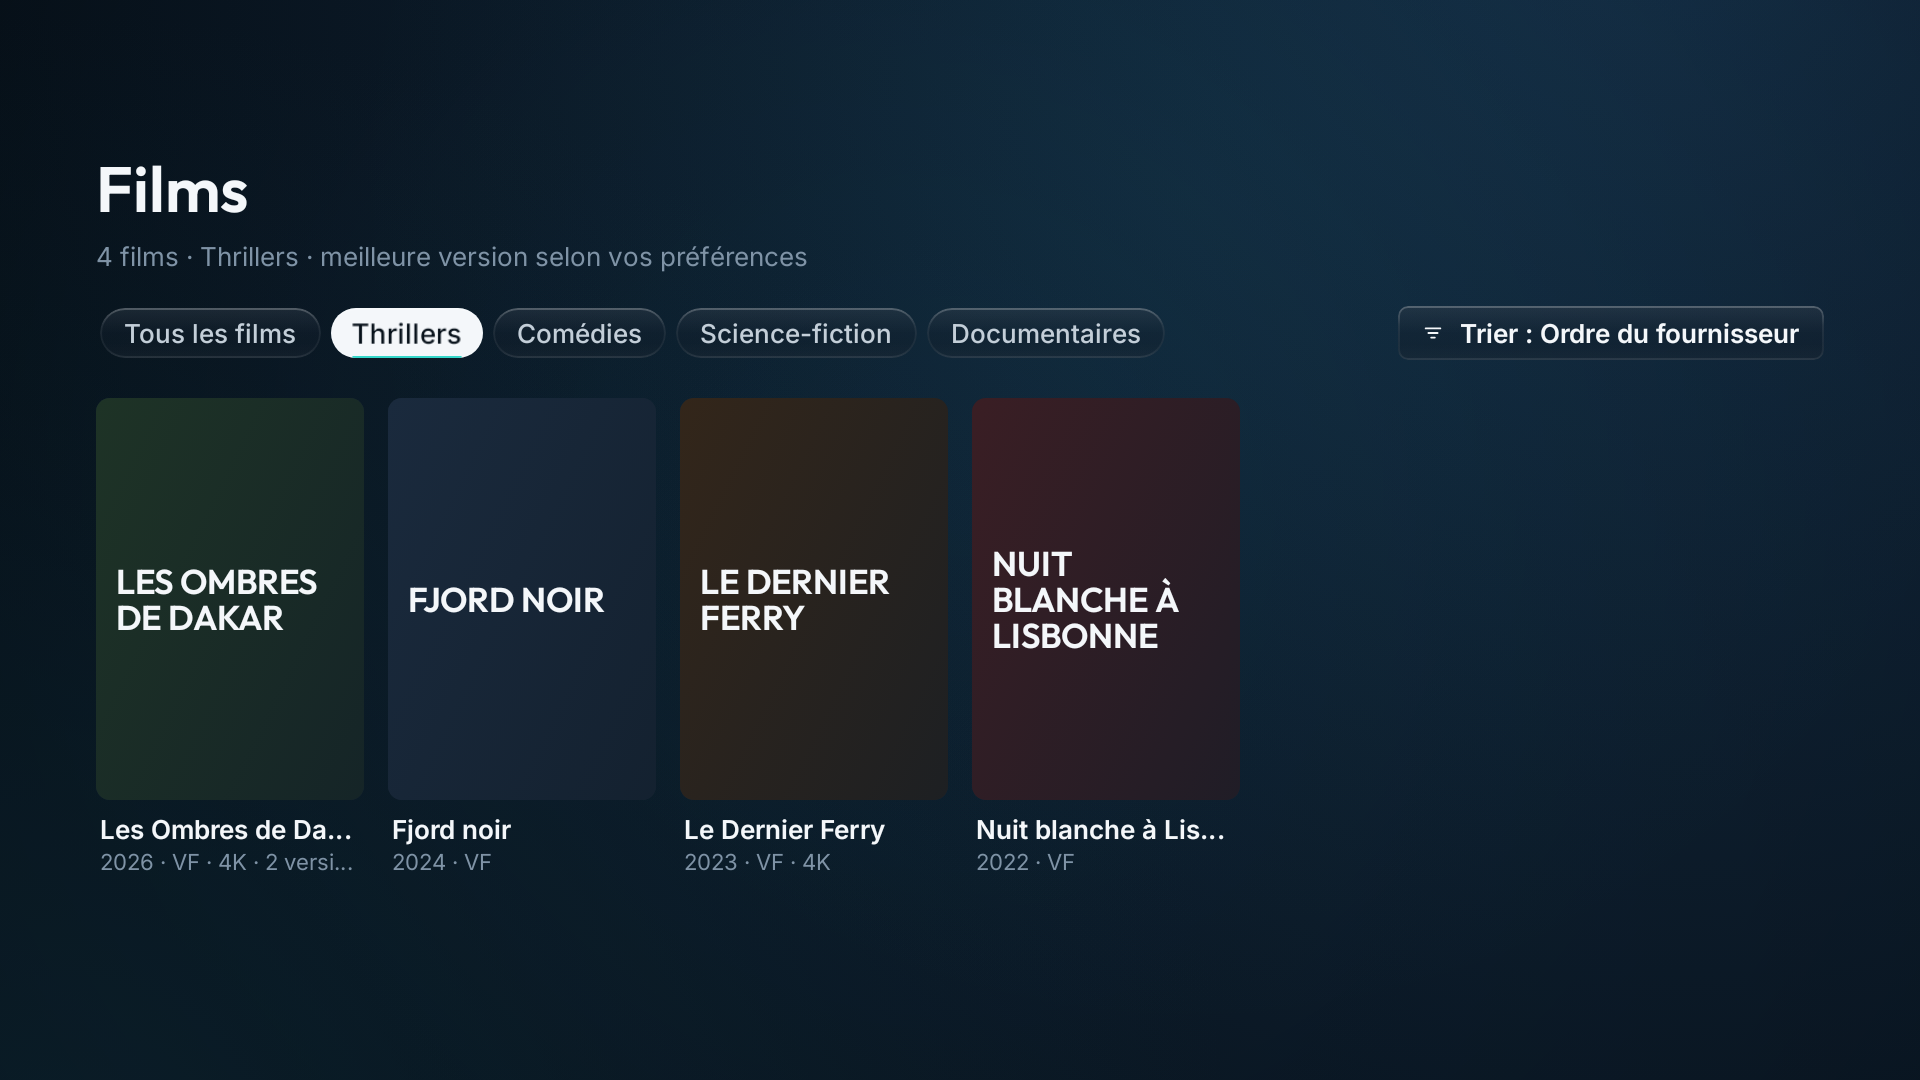 Films
4 films · Thrillers · meilleure version selon vos préférences
Tous les films
Thrillers
Comédies
Science-fiction
Documentaires
Trier : Ordre du fournisseur
LES OMBRES
DE DAKAR
FJORD NOIR
LE DERNIER
FERRY
NUIT
BLANCHE À
LISBONNE
Les Ombres de Da...
2026 · VF · 4K · 2 versi...
Fjord noir
2024 · VF
Le Dernier Ferry
2023 · VF · 4K
Nuit blanche à Lis...
2022 · VF